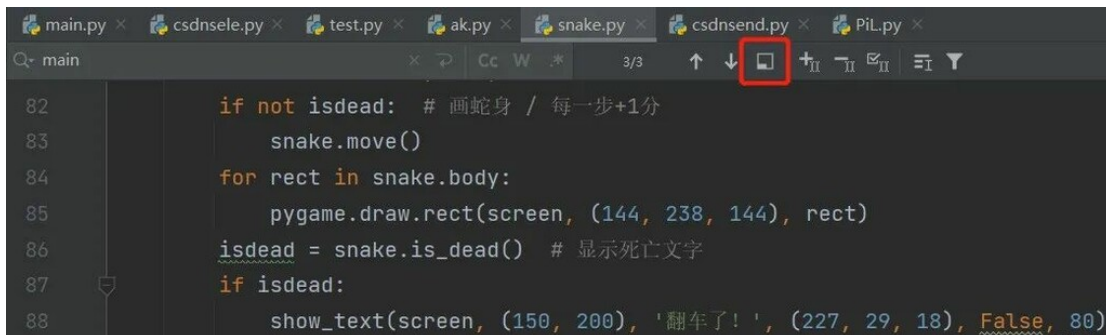 main.py csdnsele.py test.py ak.py snake.py csdnsend.py PiL.py
main Cc W .* 3/3
82 if not isdead: # 画蛇身 / 每一步+1分
83 snake.move()
84 for rect in snake.body:
85 pygame.draw.rect(screen, (144, 238, 144), rect)
86 isdead = snake.is_dead() # 显示死亡文字
87 if isdead:
88 show_text(screen, (150, 200), '翻车了!', (227, 29, 18), False, 80)